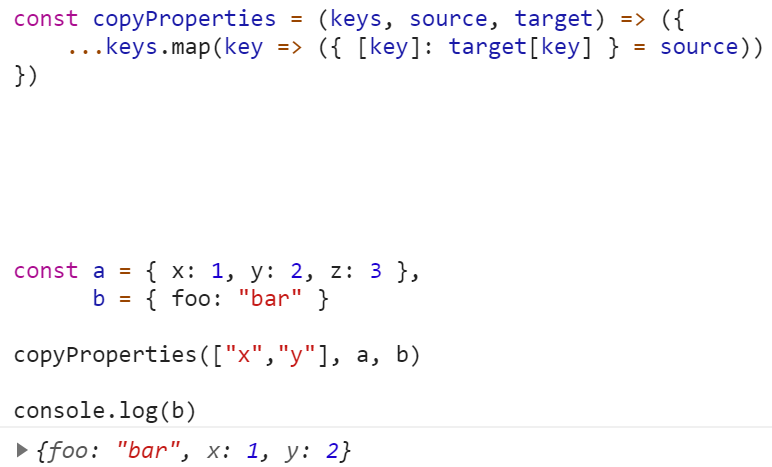 const copyProperties = (keys, source, target) => ({
    ...keys.map(key => ({ [key]: target[key] } = source))
})
const a = { x: 1, y: 2, z: 3 },
      b = { foo: "bar" }
copyProperties(["x","y"], a, b)
console.log(b)
▶ {foo: "bar", x: 1, y: 2}